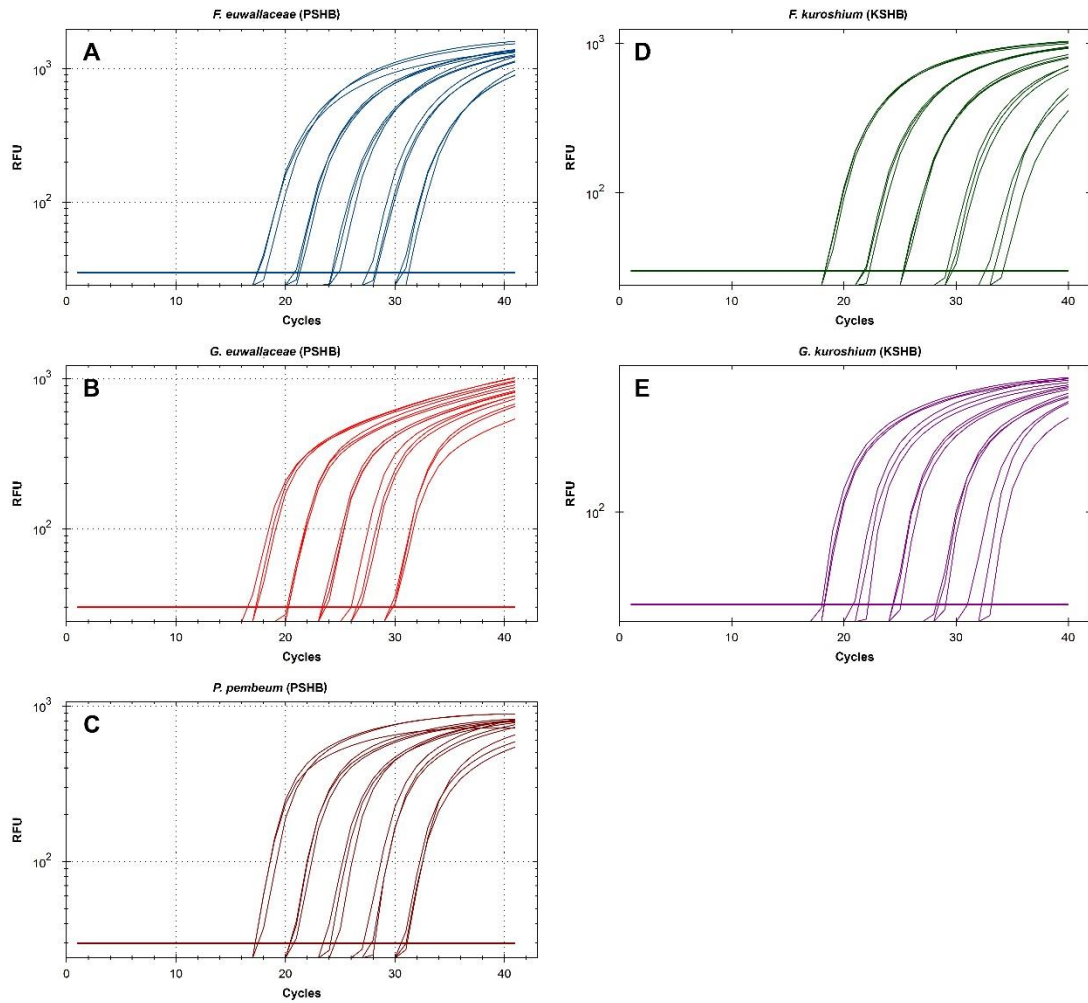 F. euwallaceae (PSHB)
A
10³
10²
RFU
0 10 20 30 40
Cycles
F. kuroshium (KSHB)
D
10³
10²
RFU
0 10 20 30 40
Cycles
G. euwallaceae (PSHB)
B
10³
10²
RFU
0 10 20 30 40
Cycles
G. kuroshium (KSHB)
E
10²
RFU
0 10 20 30 40
Cycles
P. pembeum (PSHB)
C
10³
10²
RFU
0 10 20 30 40
Cycles